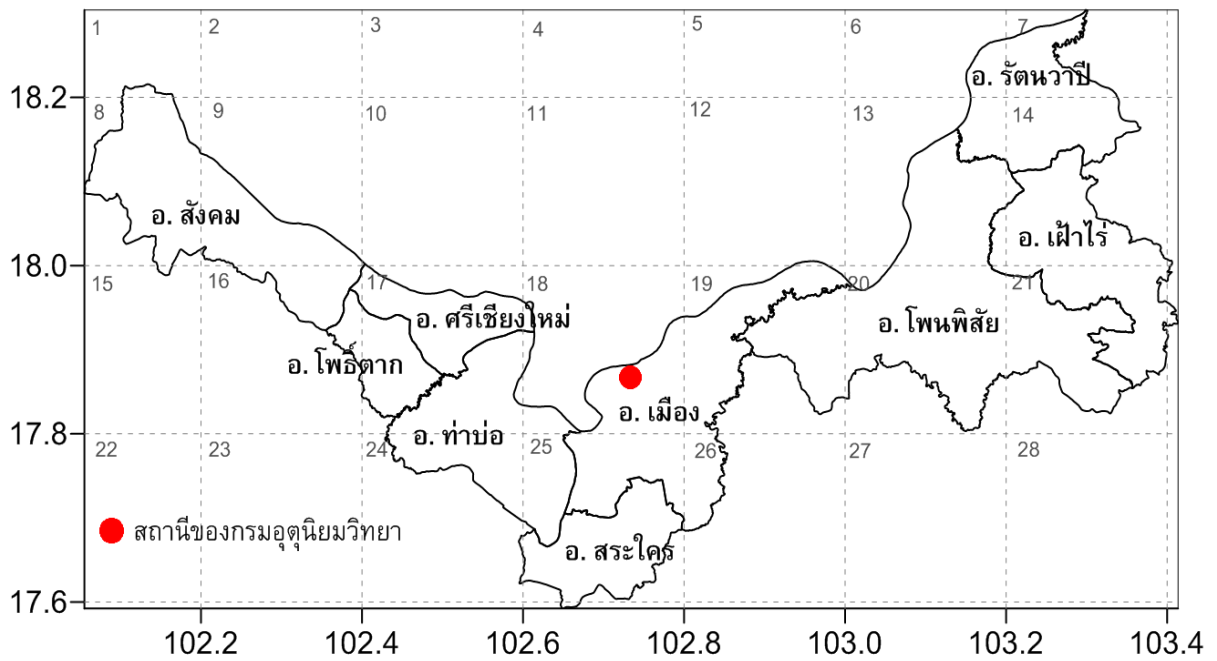 1 2 3 4 5 6 7
อ. รัตนวาปี
18.2
8 9 10 11 12 13 14
อ. สังคม
อ. เฝ้าไร่
18.0
15 16 17 18 19 20 21
อ. ศรีเชียงใหม่
อ. โพนพิสัย
อ. โพธิ์ตาก
อ. เมือง
อ. ท่าบ่อ
17.8
22 23 24 25 26 27 28
สถานีของกรมอุตุนิยมวิทยา
อ. สระใคร
17.6
102.2 102.4 102.6 102.8 103.0 103.2 103.4